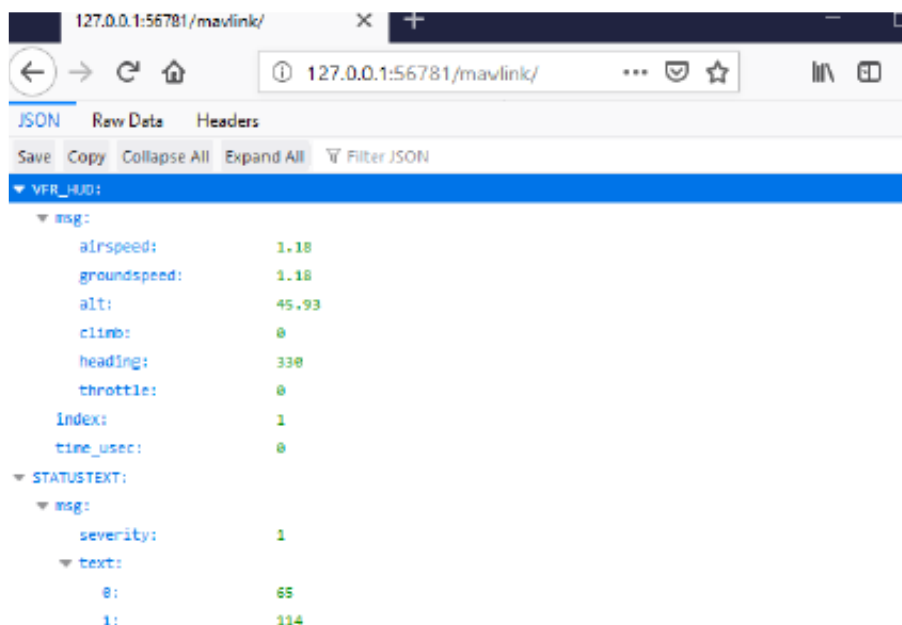 127.0.0.1:56781/mavlink/
127.0.0.1:56781/mavlink/
JSON Raw Data Headers
Save Copy Collapse All Expand All Filter JSON
VFR_HUD:
msg:
airspeed: 1.18
groundspeed: 1.18
alt: 45.93
climb: 0
heading: 330
throttle: 0
index: 1
time_usec: 0
STATUSTEXT:
msg:
severity: 1
text:
0: 65
1: 114